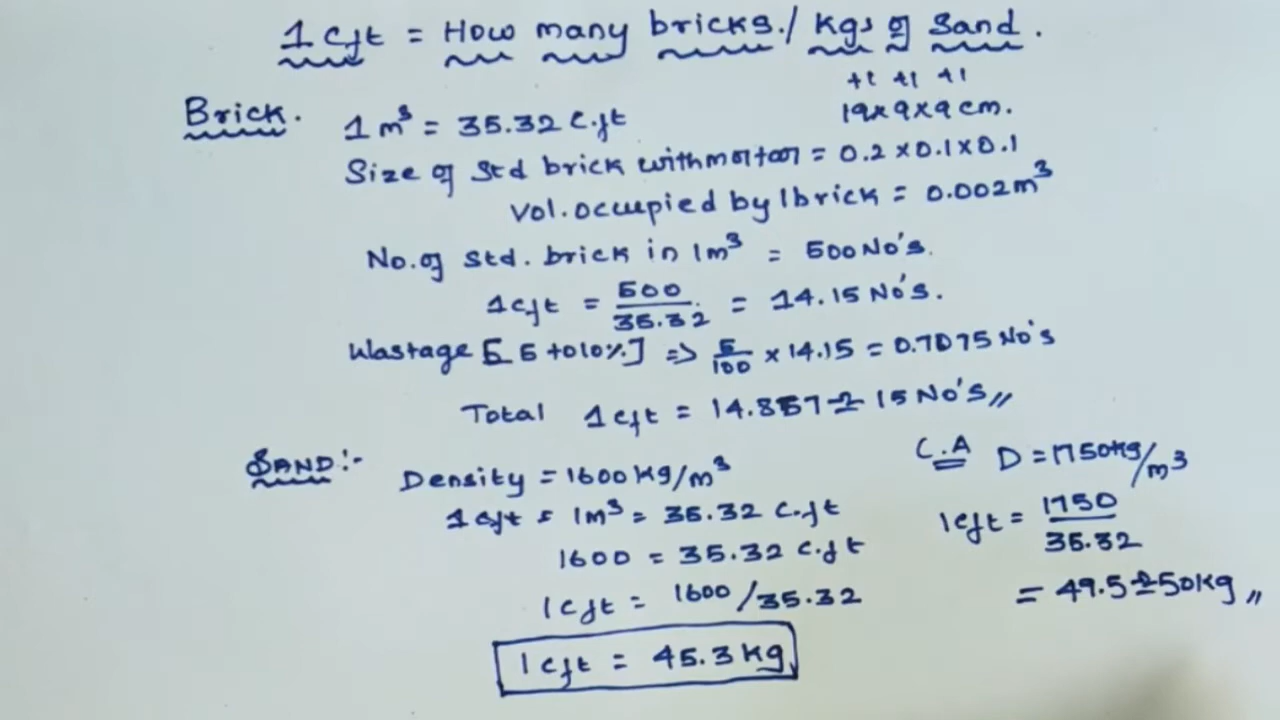 1 Cft = How many bricks./ Kgs of Sand.
+1 +1 +1
Brick. 1 m³ = 35.32 C.ft 19x9x9 cm.
Size of Std brick with mortar = 0.2 x 0.1 x 0.1
Vol. occupied by 1 brick = 0.002 m³
No. of Std. brick in 1m³ = 500 No's.
1 cft = 500/35.32 = 14.15 No's.
Wastage [5 to 10%] => 5/100 x 14.15 = 0.7075 No's
Total 1 cft = 14.857 ≃ 15 No's //
SAND:-
Density = 1600 Kg/m³
1 cft = 1m³ = 35.32 C.ft
1600 = 35.32 C.ft
1 cft = 1600/35.32
1 cft = 45.3 Kg
C.A D = 1750 Kg/m³
1 cft = 1750/35.32
= 49.5 ≃ 50 Kg //